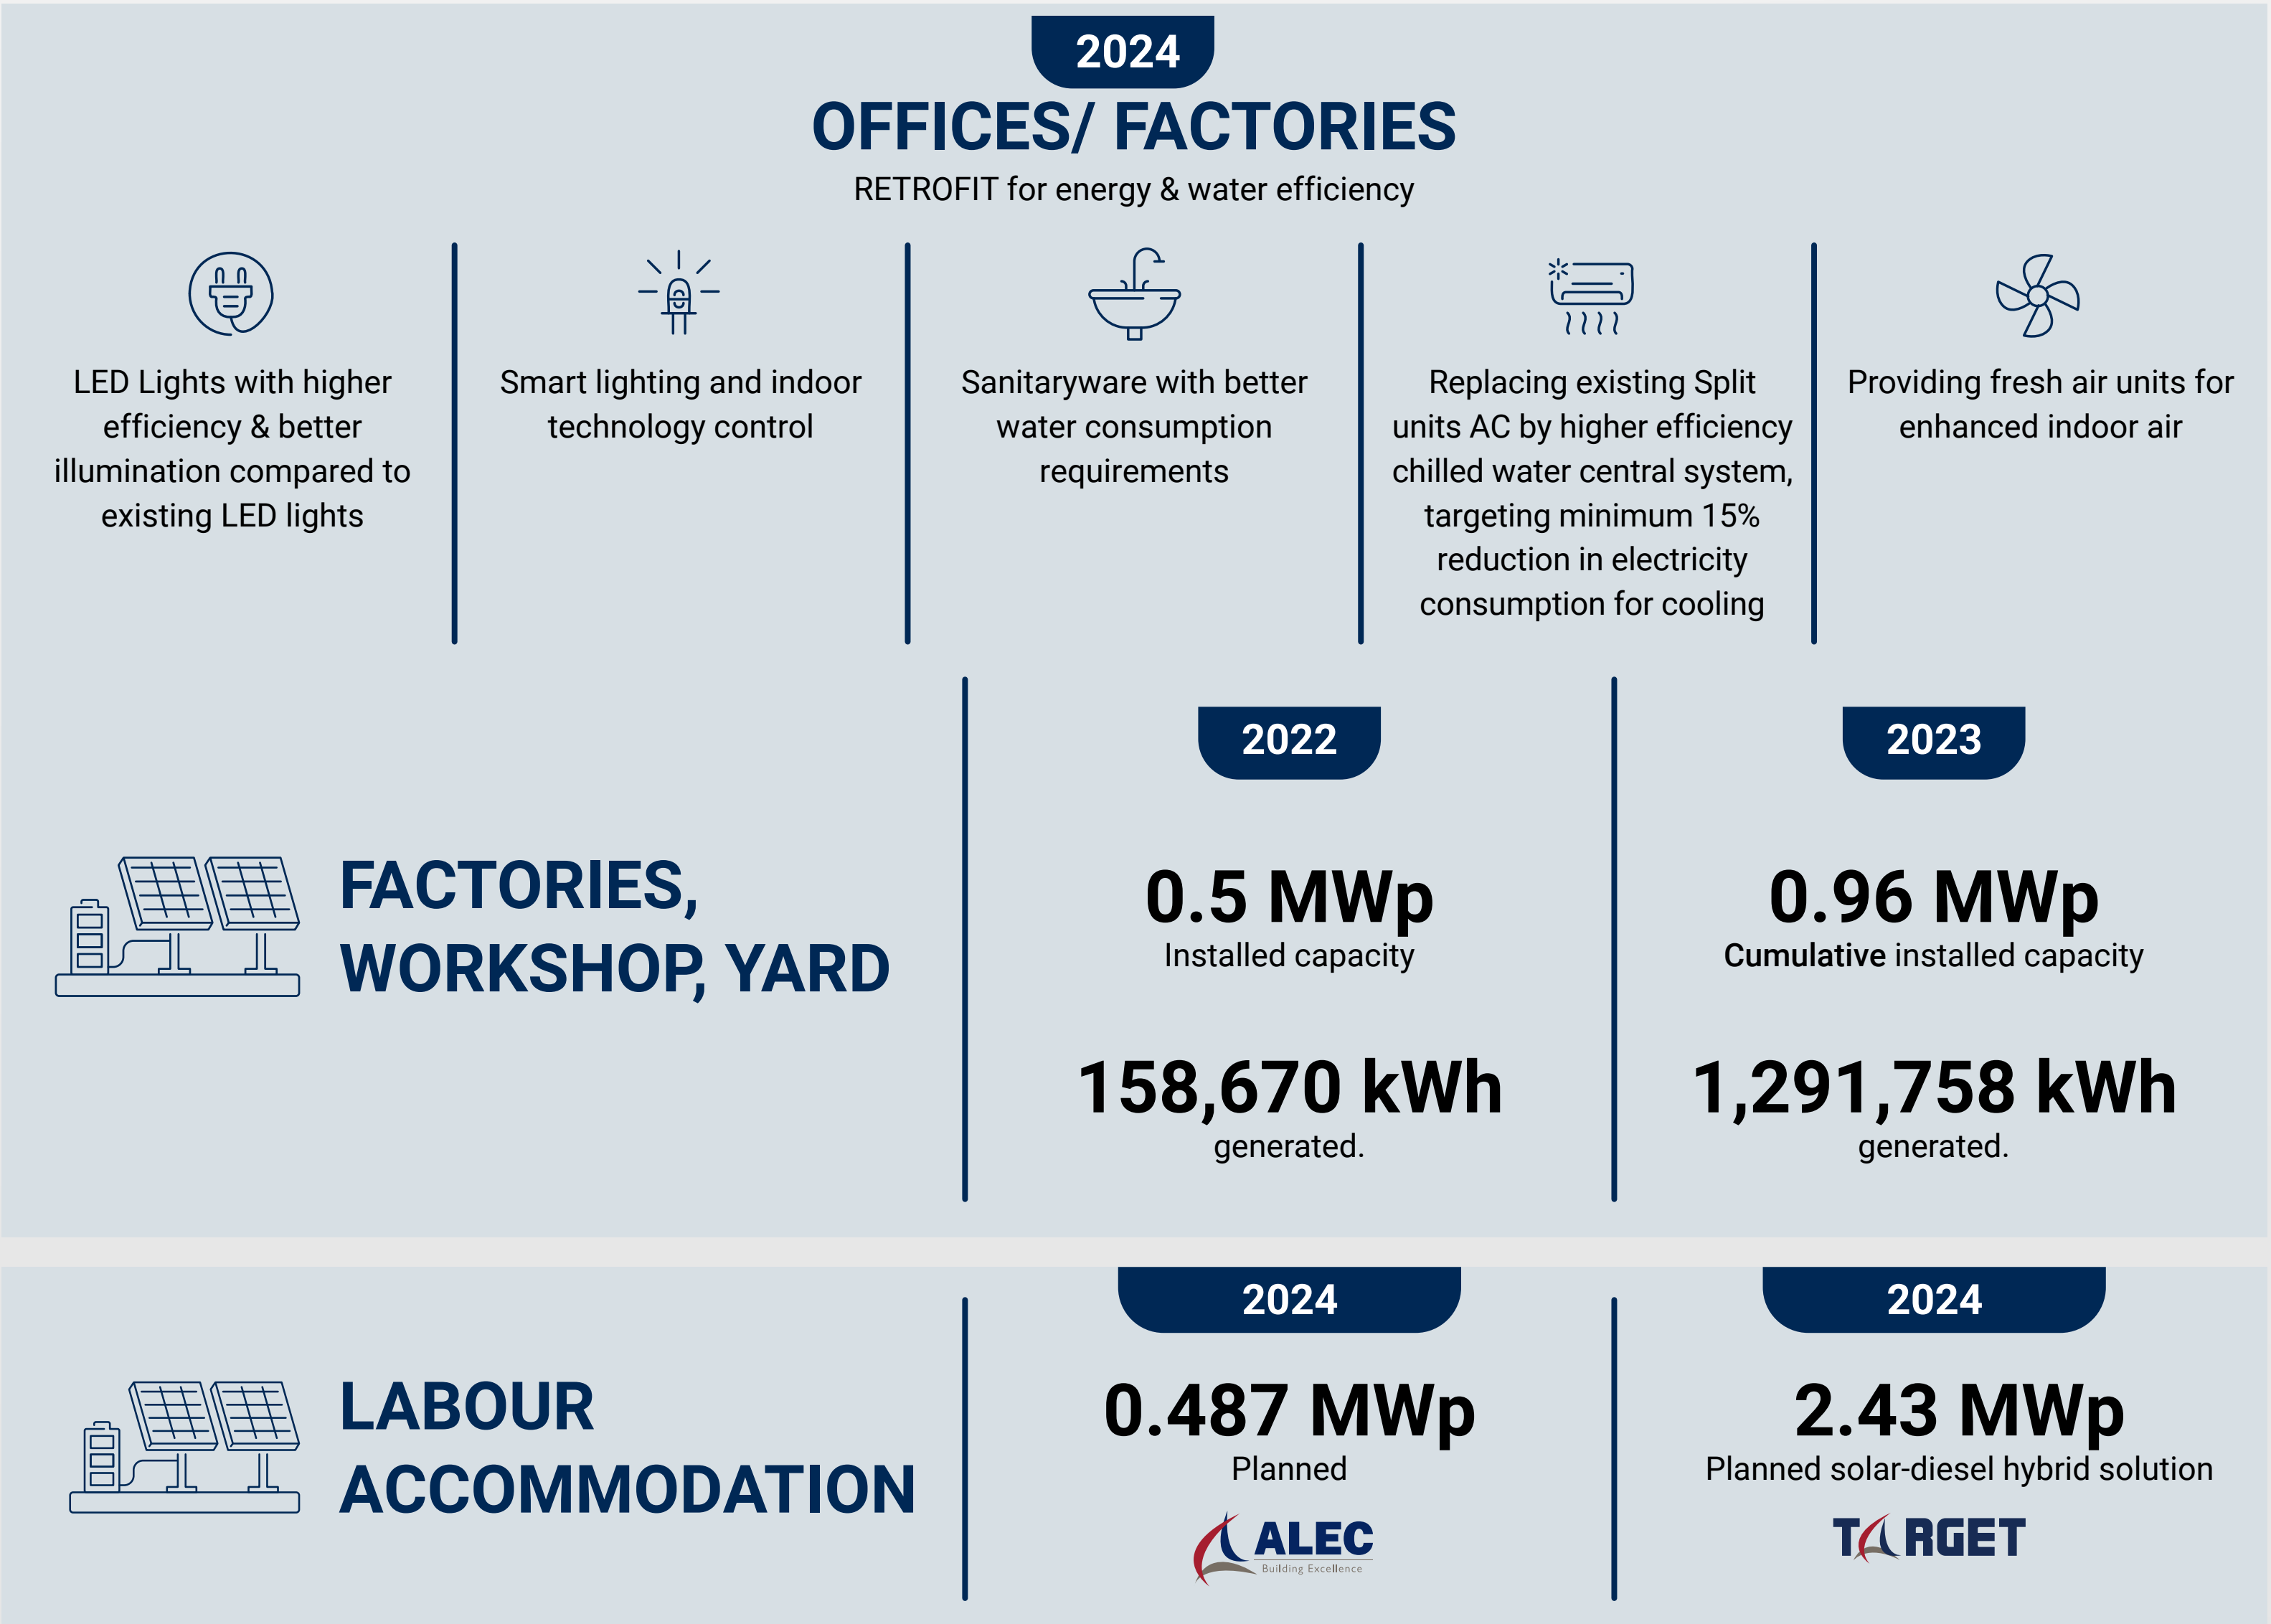 2024
OFFICES/ FACTORIES
RETROFIT for energy & water efficiency
LED Lights with higher
efficiency & better
illumination compared to
existing LED lights
Smart lighting and indoor
technology control
Sanitaryware with better
water consumption
requirements
Replacing existing Split
units AC by higher efficiency
chilled water central system,
targeting minimum 15%
reduction in electricity
consumption for cooling
Providing fresh air units for
enhanced indoor air
FACTORIES,
WORKSHOP, YARD
2022
0.5 MWp
Installed capacity
158,670 kWh
generated.
2023
0.96 MWp
Cumulative installed capacity
1,291,758 kWh
generated.
LABOUR
ACCOMMODATION
2024
0.487 MWp
Planned
ALEC
Building Excellence
2024
2.43 MWp
Planned solar-diesel hybrid solution
TARGET